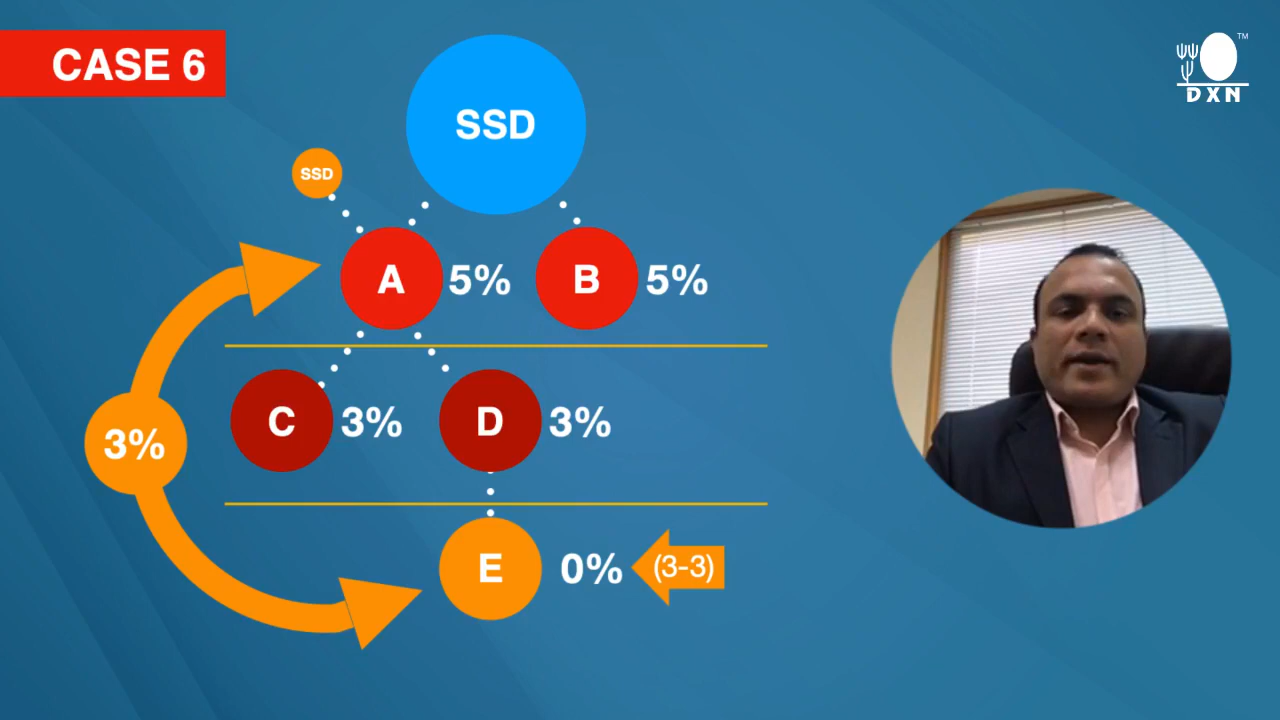 CASE 6
TM
DXN
SSD
SSD
A 5% B 5%
C 3% D 3%
3%
E 0% (3-3)